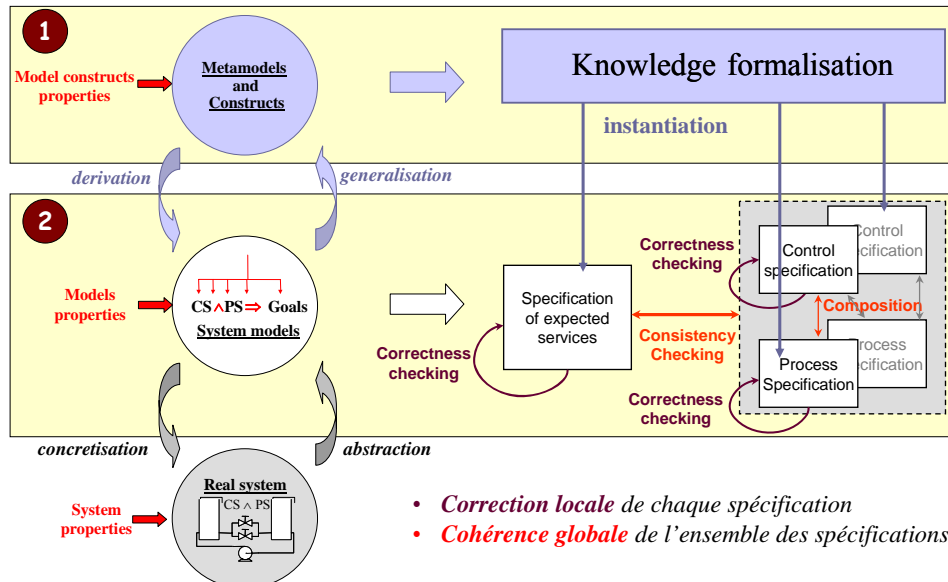 1
Model constructs
properties
Metamodels
and
Constructs
Knowledge formalisation
instantiation
derivation
generalisation
2
Models
properties
CS ∧ PS ⇒ Goals
System models
Correctness
checking
Specification
of expected
services
Consistency
Checking
Correctness
checking
Control
specification
Control
ecification
Composition
Process
ecification
Process
Specification
Correctness
checking
concretisation
abstraction
System
properties
Real system
CS ∧ PS
• Correction locale de chaque spécification
• Cohérence globale de l'ensemble des spécifications